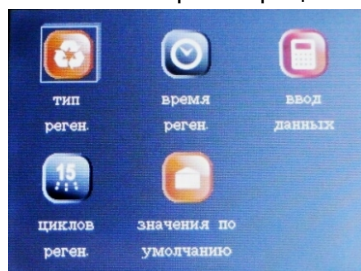 тип
реген.
время
реген.
ввод
данных
15
циклов
реген.
значения по
умолчанию